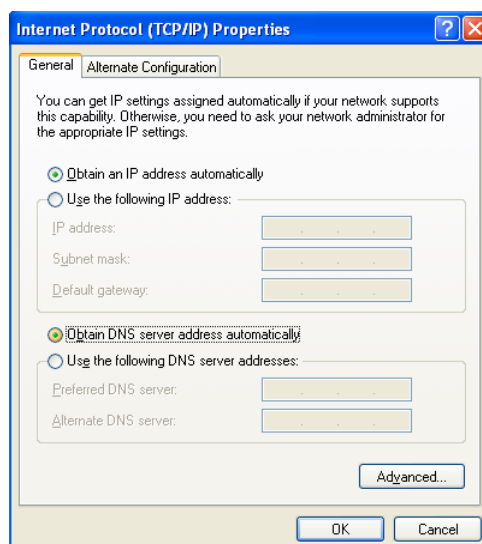 Internet Protocol (TCP/IP) Properties
General Alternate Configuration
You can get IP settings assigned automatically if your network supports
this capability. Otherwise, you need to ask your network administrator for
the appropriate IP settings.
Obtain an IP address automatically
Use the following IP address:
IP address:
Subnet mask:
Default gateway:
Obtain DNS server address automatically
Use the following DNS server addresses:
Preferred DNS server:
Alternate DNS server:
Advanced...
OK Cancel